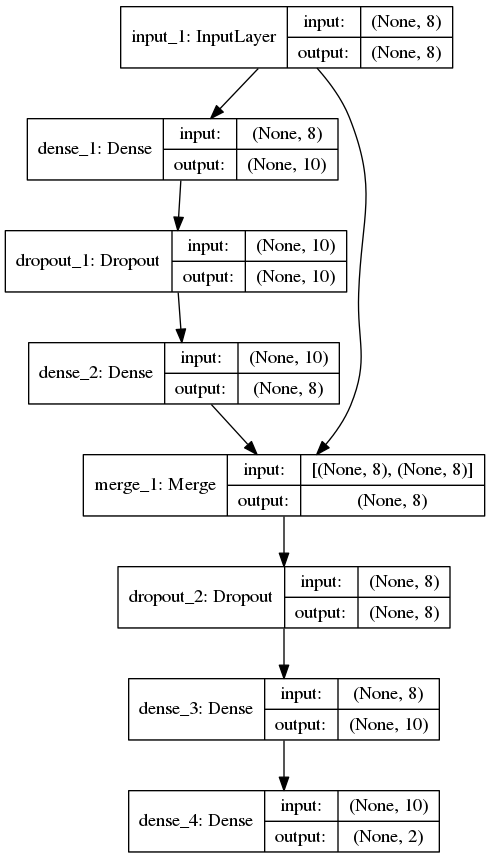 input_1: InputLayer
input:
(None, 8)
output:
(None, 8)
dense_1: Dense
input:
(None, 8)
output:
(None, 10)
dropout_1: Dropout
input:
(None, 10)
output:
(None, 10)
dense_2: Dense
input:
(None, 10)
output:
(None, 8)
merge_1: Merge
input:
[(None, 8), (None, 8)]
output:
(None, 8)
dropout_2: Dropout
input:
(None, 8)
output:
(None, 8)
dense_3: Dense
input:
(None, 8)
output:
(None, 10)
dense_4: Dense
input:
(None, 10)
output:
(None, 2)